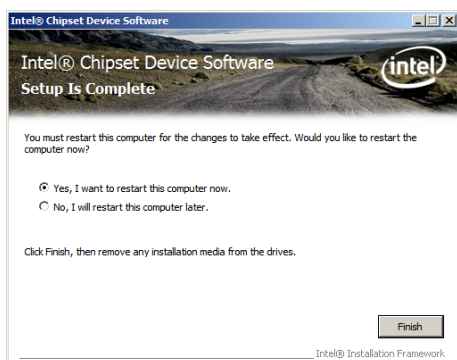 Intel® Chipset Device Software
Intel® Chipset Device Software
intel
Setup Is Complete
You must restart this computer for the changes to take effect. Would you like to restart the
computer now?
Yes, I want to restart this computer now.
No, I will restart this computer later.
Click Finish, then remove any installation media from the drives.
Finish
Intel® Installation Framework